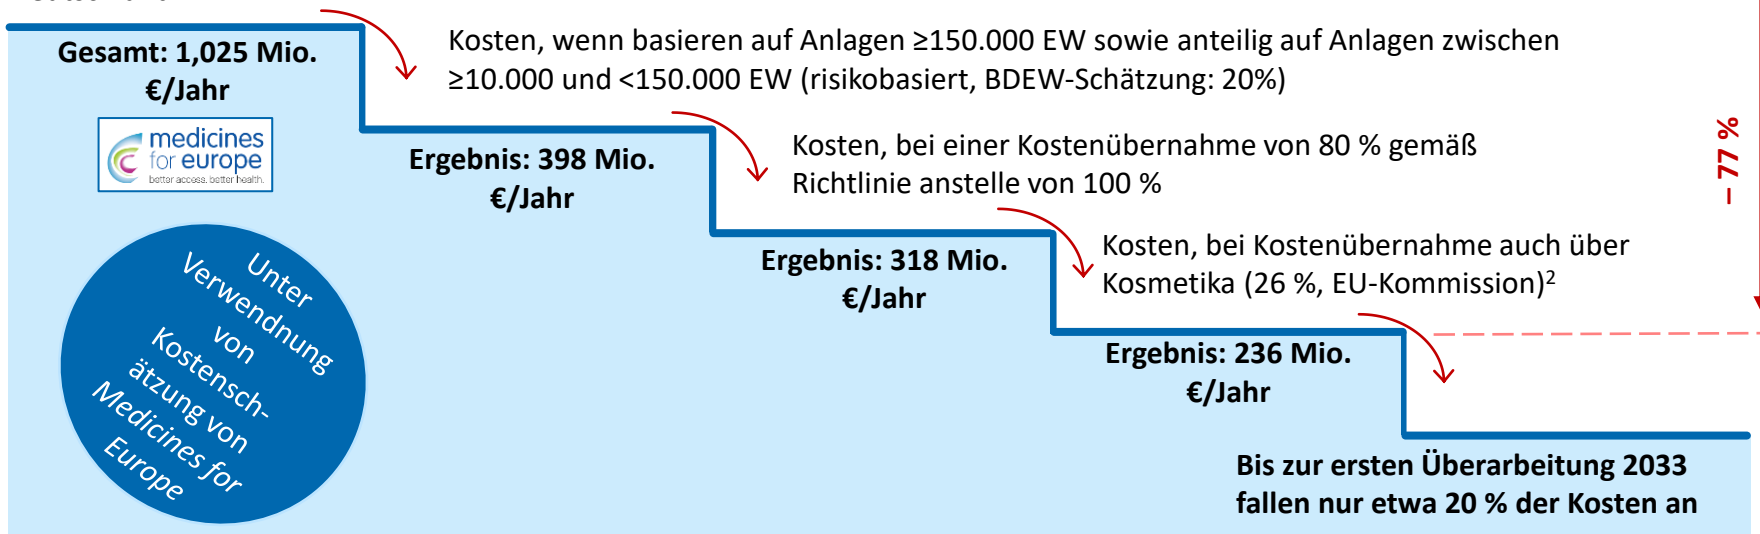 Gesamt: 1,025 Mio.
€/Jahr
medicines
for europe
better access. better health.
Kosten, wenn basieren auf Anlagen ≥150.000 EW sowie anteilig auf Anlagen zwischen
≥10.000 und <150.000 EW (risikobasiert, BDEW-Schätzung: 20%)
Ergebnis: 398 Mio.
€/Jahr
Kosten, bei einer Kostenübernahme von 80 % gemäß
Richtlinie anstelle von 100 %
– 77 %
Ergebnis: 318 Mio.
€/Jahr
Kosten, bei Kostenübernahme auch über
Kosmetika (26 %, EU-Kommission)²
Ergebnis: 236 Mio.
€/Jahr
Unter
Verwendnung
von
Kostensch-
ätzung von
Medicines for
Europe
Bis zur ersten Überarbeitung 2033
fallen nur etwa 20 % der Kosten an